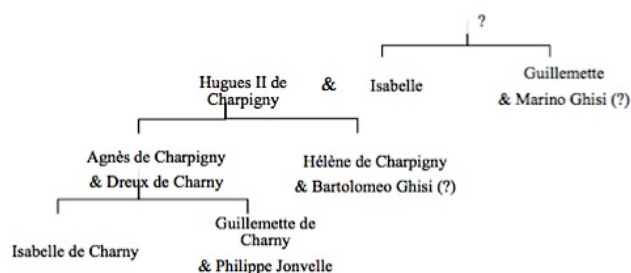 ?
Hugues II de
Charpigny
&
Isabelle
Guillemette
& Marino Ghisi (?)
Agnès de Charpigny
& Dreux de Charny
Hélène de Charpigny
& Bartolomeo Ghisi (?)
Isabelle de Charny
Guillemette de
Charny
& Philippe Jonvelle